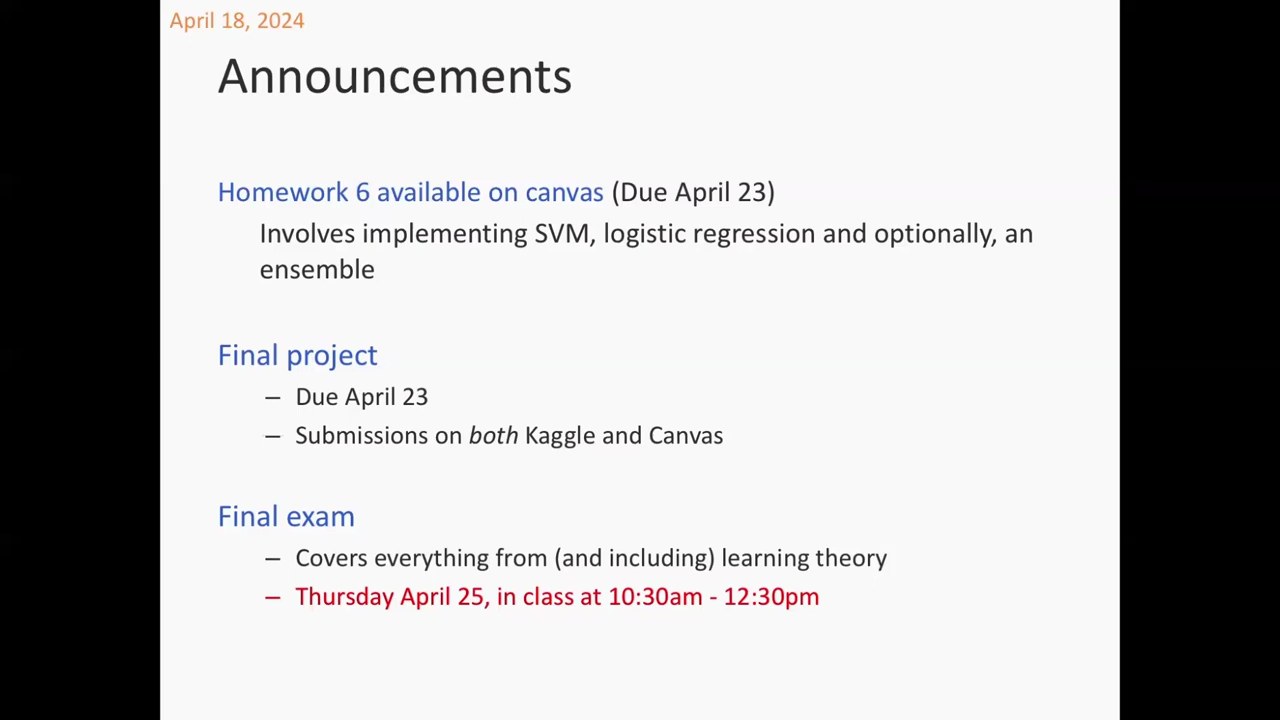 April 18, 2024
Announcements
Homework 6 available on canvas (Due April 23)
Involves implementing SVM, logistic regression and optionally, an
ensemble
Final project
– Due April 23
– Submissions on both Kaggle and Canvas
Final exam
– Covers everything from (and including) learning theory
– Thursday April 25, in class at 10:30am - 12:30pm